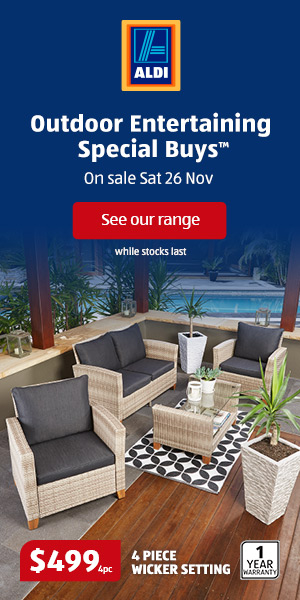 ALDI
Outdoor Entertaining
Special Buys™
On sale Sat 26 Nov
See our range
while stocks last
$499 4pc
4 PIECE
WICKER SETTING
1
YEAR
WARRANTY